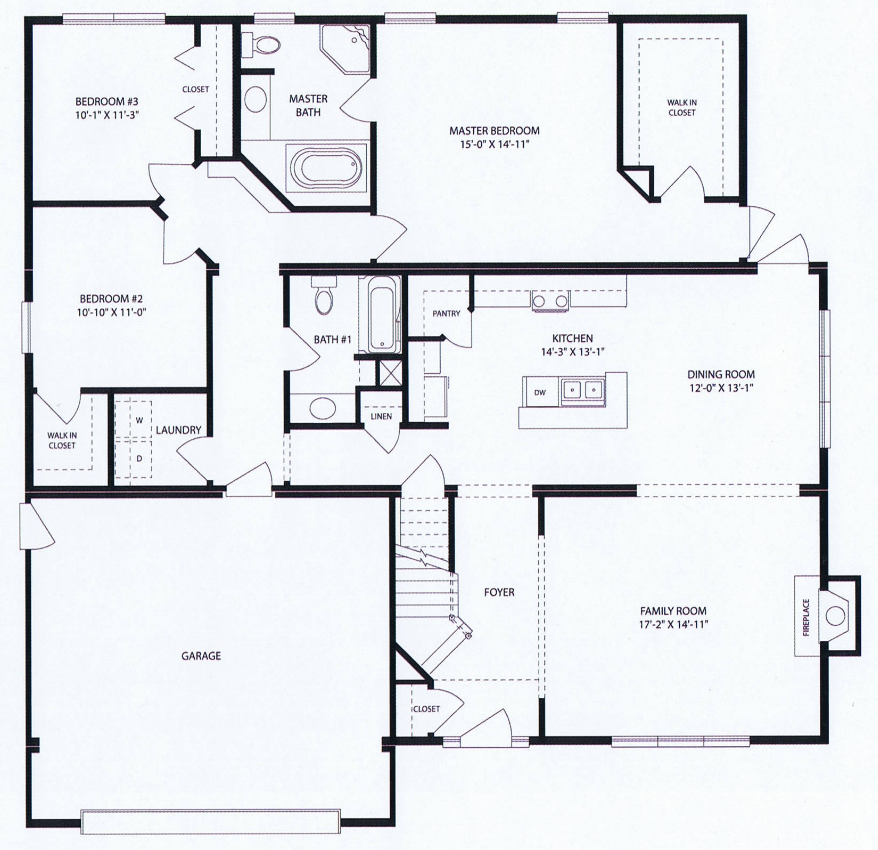 BEDROOM #3
10'-1" X 11'-3"
CLOSET
MASTER
BATH
MASTER BEDROOM
15'-0" X 14'-11"
WALK IN
CLOSET
BEDROOM #2
10'-10" X 11'-0"
BATH #1
PANTRY
KITCHEN
14'-3" X 13'-1"
DINING ROOM
12'-0" X 13'-1"
DW
LINEN
WALK IN
CLOSET
W
LAUNDRY
D
FOYER
FAMILY ROOM
17'-2" X 14'-11"
FIREPLACE
GARAGE
CLOSET